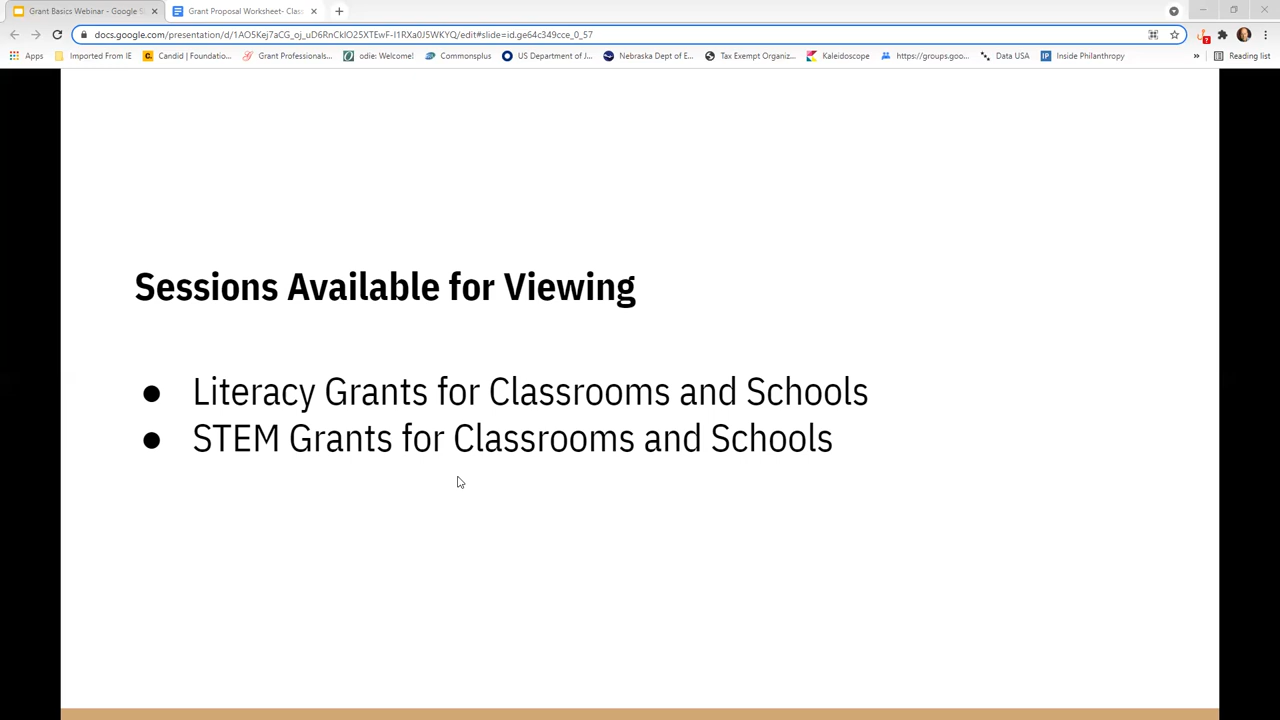 Grant Basics Webinar - Google S
Grant Proposal Worksheet- Clas
docs.google.com/presentation/d/1AO5Kej7aCG_oj_uD6RnCkIO25XTEwF-I1RXa0J5WKYQ/edit#slide=id.ge64c349cce_0_57
Apps
Imported From IE
Candid | Foundatio...
Grant Professionals...
odie: Welcome!
Commonsplus
US Department of J...
Nebraska Dept of E...
Tax Exempt Organiz...
Kaleidoscope
https://groups.goo...
Data USA
Inside Philanthropy
»
Reading list
Sessions Available for Viewing
● Literacy Grants for Classrooms and Schools
● STEM Grants for Classrooms and Schools